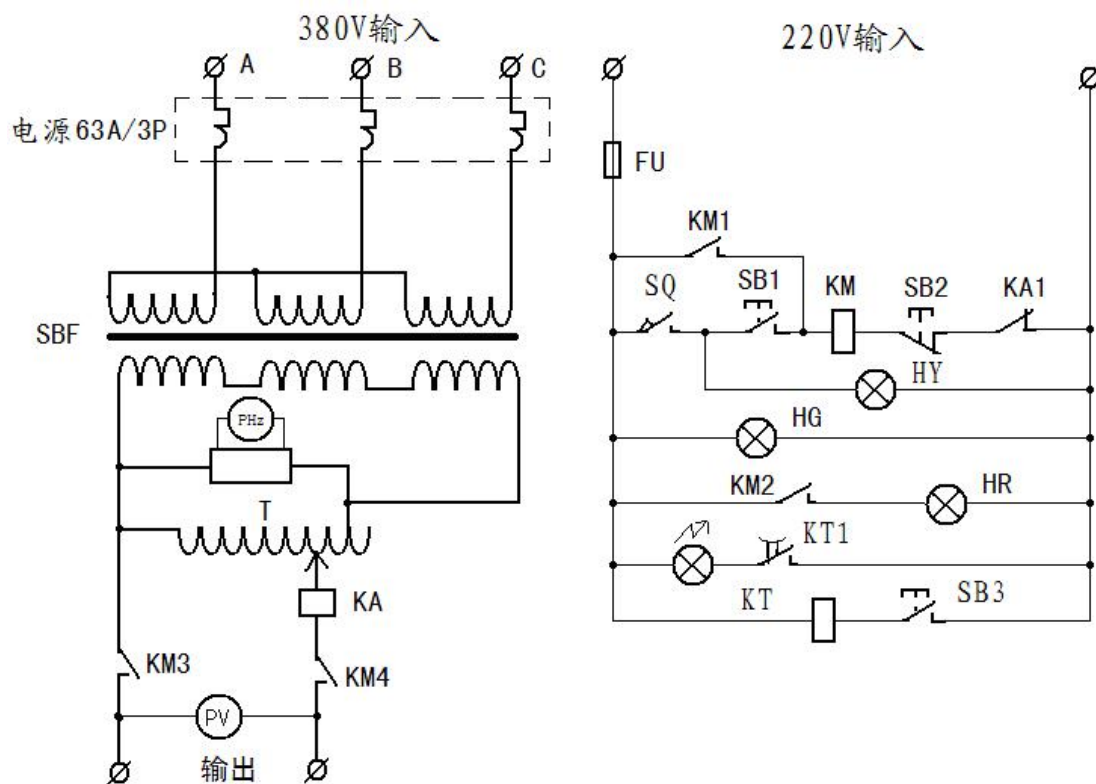 380V输入
220V输入
A
B
C
电源63A/3P
FU
KM1
SQ
SB1
KM
SB2
KA1
SBF
HY
PHz
HG
KM2
HR
T
KT1
KA
KT
SB3
KM3
KM4
PV
输出